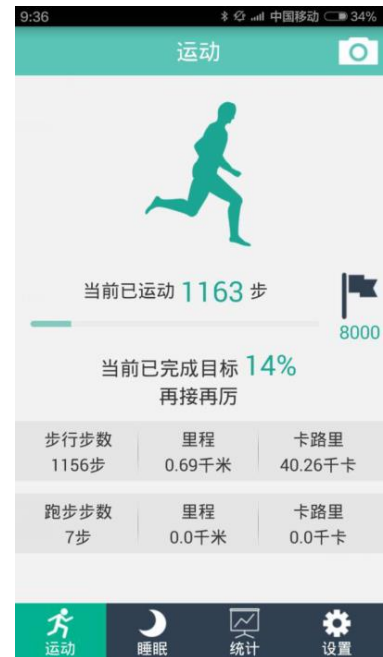 9:36 中国移动 34%
运动
当前已运动 1163 步
8000
当前已完成目标 14%
再接再厉
步行步数 里程 卡路里
1156步 0.69千米 40.26千卡
跑步步数 里程 卡路里
7步 0.0千米 0.0千卡
运动 睡眠 统计 设置